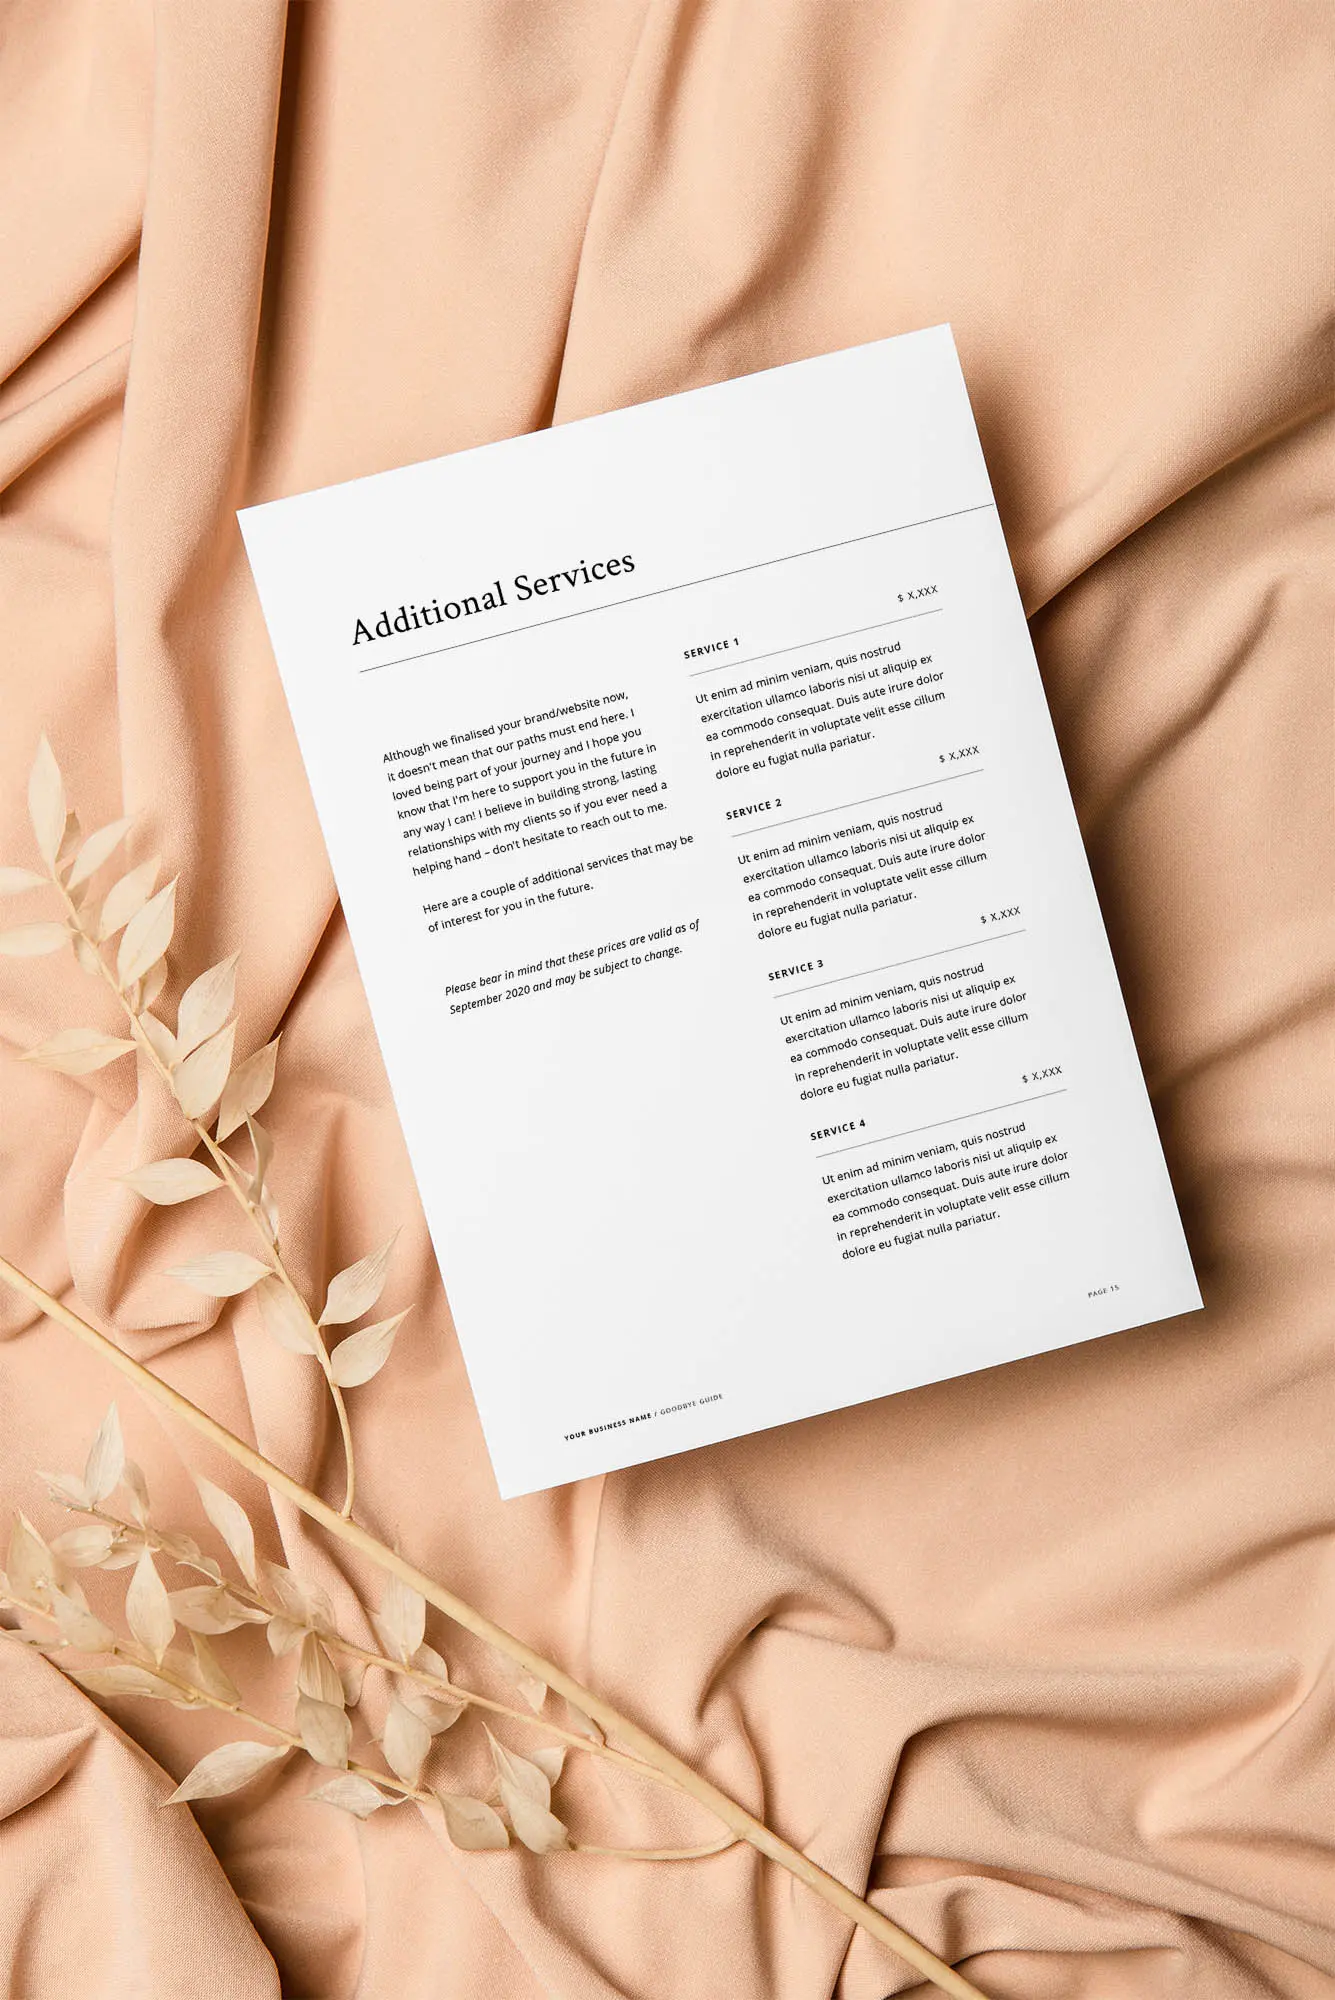 Additional Services
Although we finalised your brand/website now,
it doesn't mean that our paths must end here. I
loved being part of your journey and I hope you
know that I'm here to support you in the future in
any way I can! I believe in building strong, lasting
relationships with my clients so if you ever need a
helping hand – don't hesitate to reach out to me.
Here are a couple of additional services that may be
of interest for you in the future.
Please bear in mind that these prices are valid as of
September 2020 and may be subject to change.
SERVICE 1
$ X,XXX
Ut enim ad minim veniam, quis nostrud
exercitation ullamco laboris nisi ut aliquip ex
ea commodo consequat. Duis aute irure dolor
in reprehenderit in voluptate velit esse cillum
dolore eu fugiat nulla pariatur.
SERVICE 2
$ X,XXX
Ut enim ad minim veniam, quis nostrud
exercitation ullamco laboris nisi ut aliquip ex
ea commodo consequat. Duis aute irure dolor
in reprehenderit in voluptate velit esse cillum
dolore eu fugiat nulla pariatur.
SERVICE 3
$ X,XXX
Ut enim ad minim veniam, quis nostrud
exercitation ullamco laboris nisi ut aliquip ex
ea commodo consequat. Duis aute irure dolor
in reprehenderit in voluptate velit esse cillum
dolore eu fugiat nulla pariatur.
SERVICE 4
$ X,XXX
Ut enim ad minim veniam, quis nostrud
exercitation ullamco laboris nisi ut aliquip ex
ea commodo consequat. Duis aute irure dolor
in reprehenderit in voluptate velit esse cillum
dolore eu fugiat nulla pariatur.
YOUR BUSINESS NAME / GOODBYE GUIDE
PAGE 15